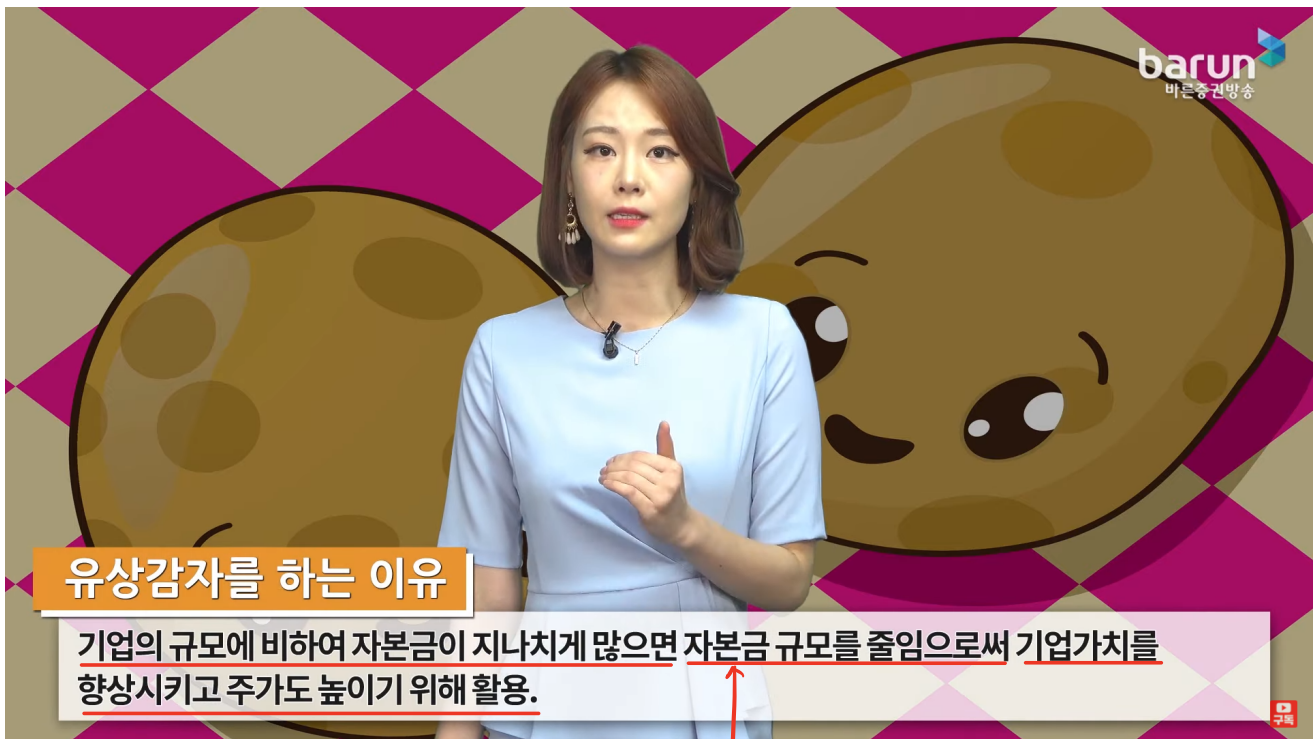 barun
바른증권방송
유상감자를 하는 이유
기업의 규모에 비하여 자본금이 지나치게 많으면 자본금 규모를 줄임으로써 기업가치를
향상시키고 주가도 높이기 위해 활용.
구독